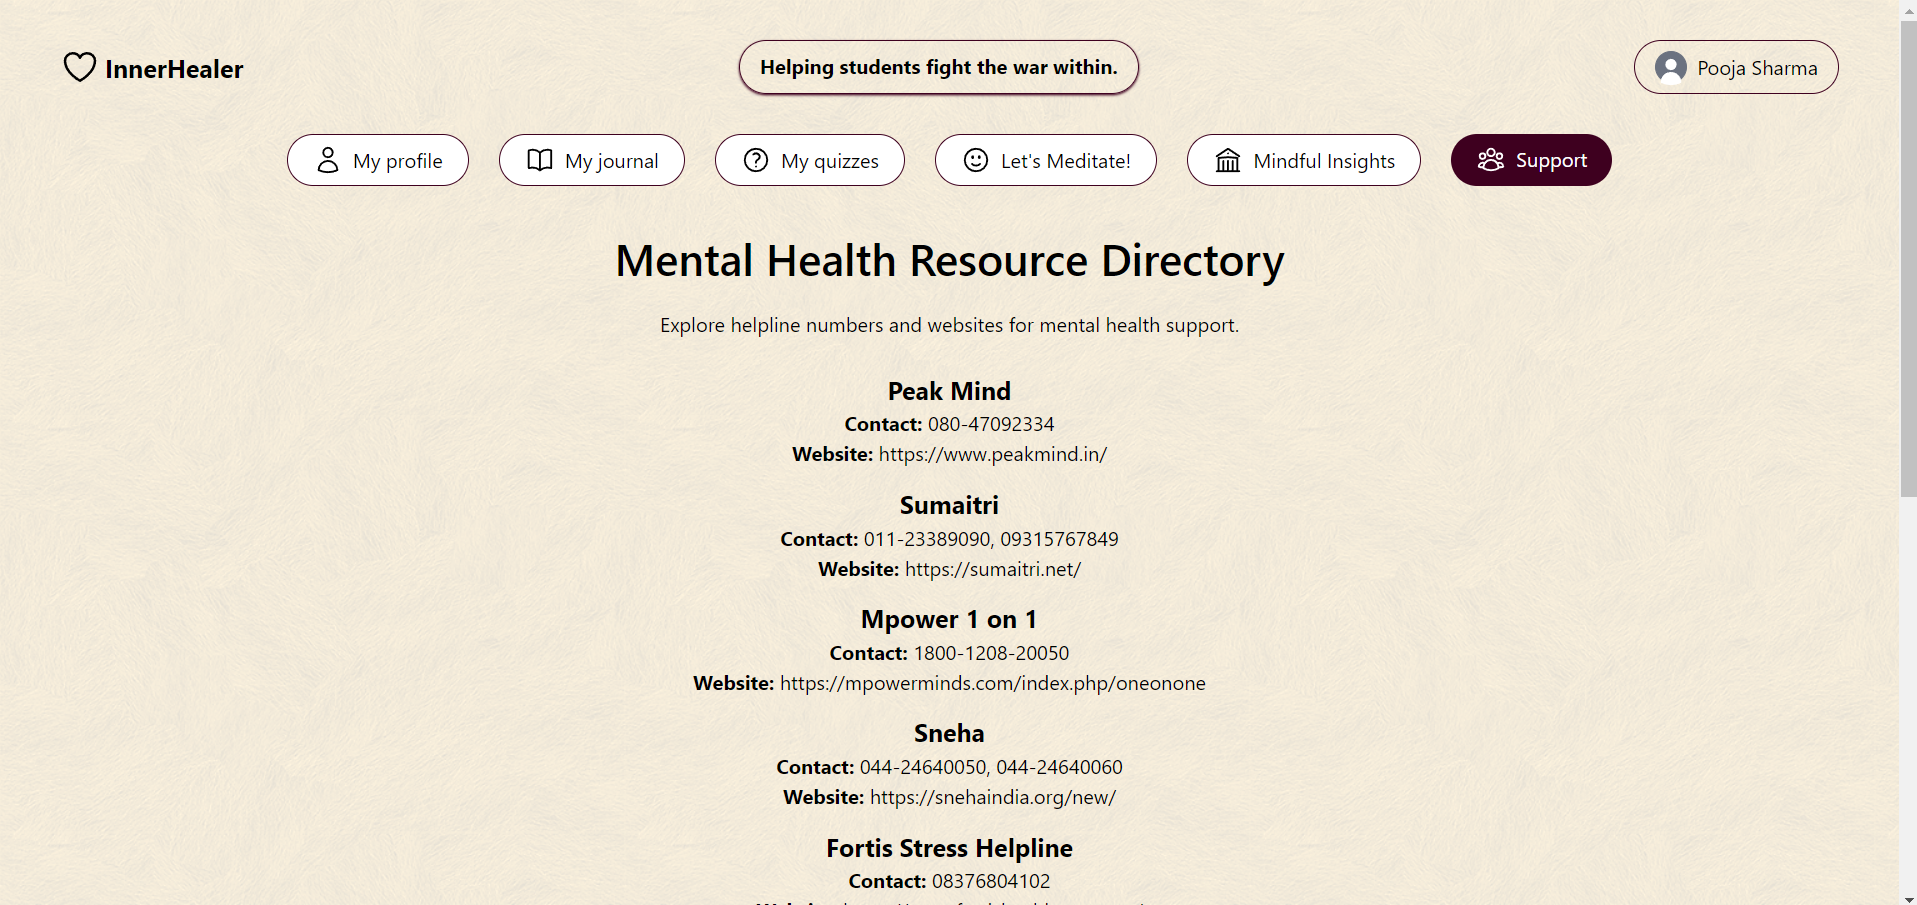 InnerHealer
Helping students fight the war within.
Pooja Sharma
My profile
My journal
My quizzes
Let's Meditate!
Mindful Insights
Support
Mental Health Resource Directory
Explore helpline numbers and websites for mental health support.
Peak Mind
Contact: 080-47092334
Website: https://www.peakmind.in/
Sumaitri
Contact: 011-23389090, 09315767849
Website: https://sumaitri.net/
Mpower 1 on 1
Contact: 1800-1208-20050
Website: https://mpowerminds.com/index.php/oneonone
Sneha
Contact: 044-24640050, 044-24640060
Website: https://snehaindia.org/new/
Fortis Stress Helpline
Contact: 08376804102